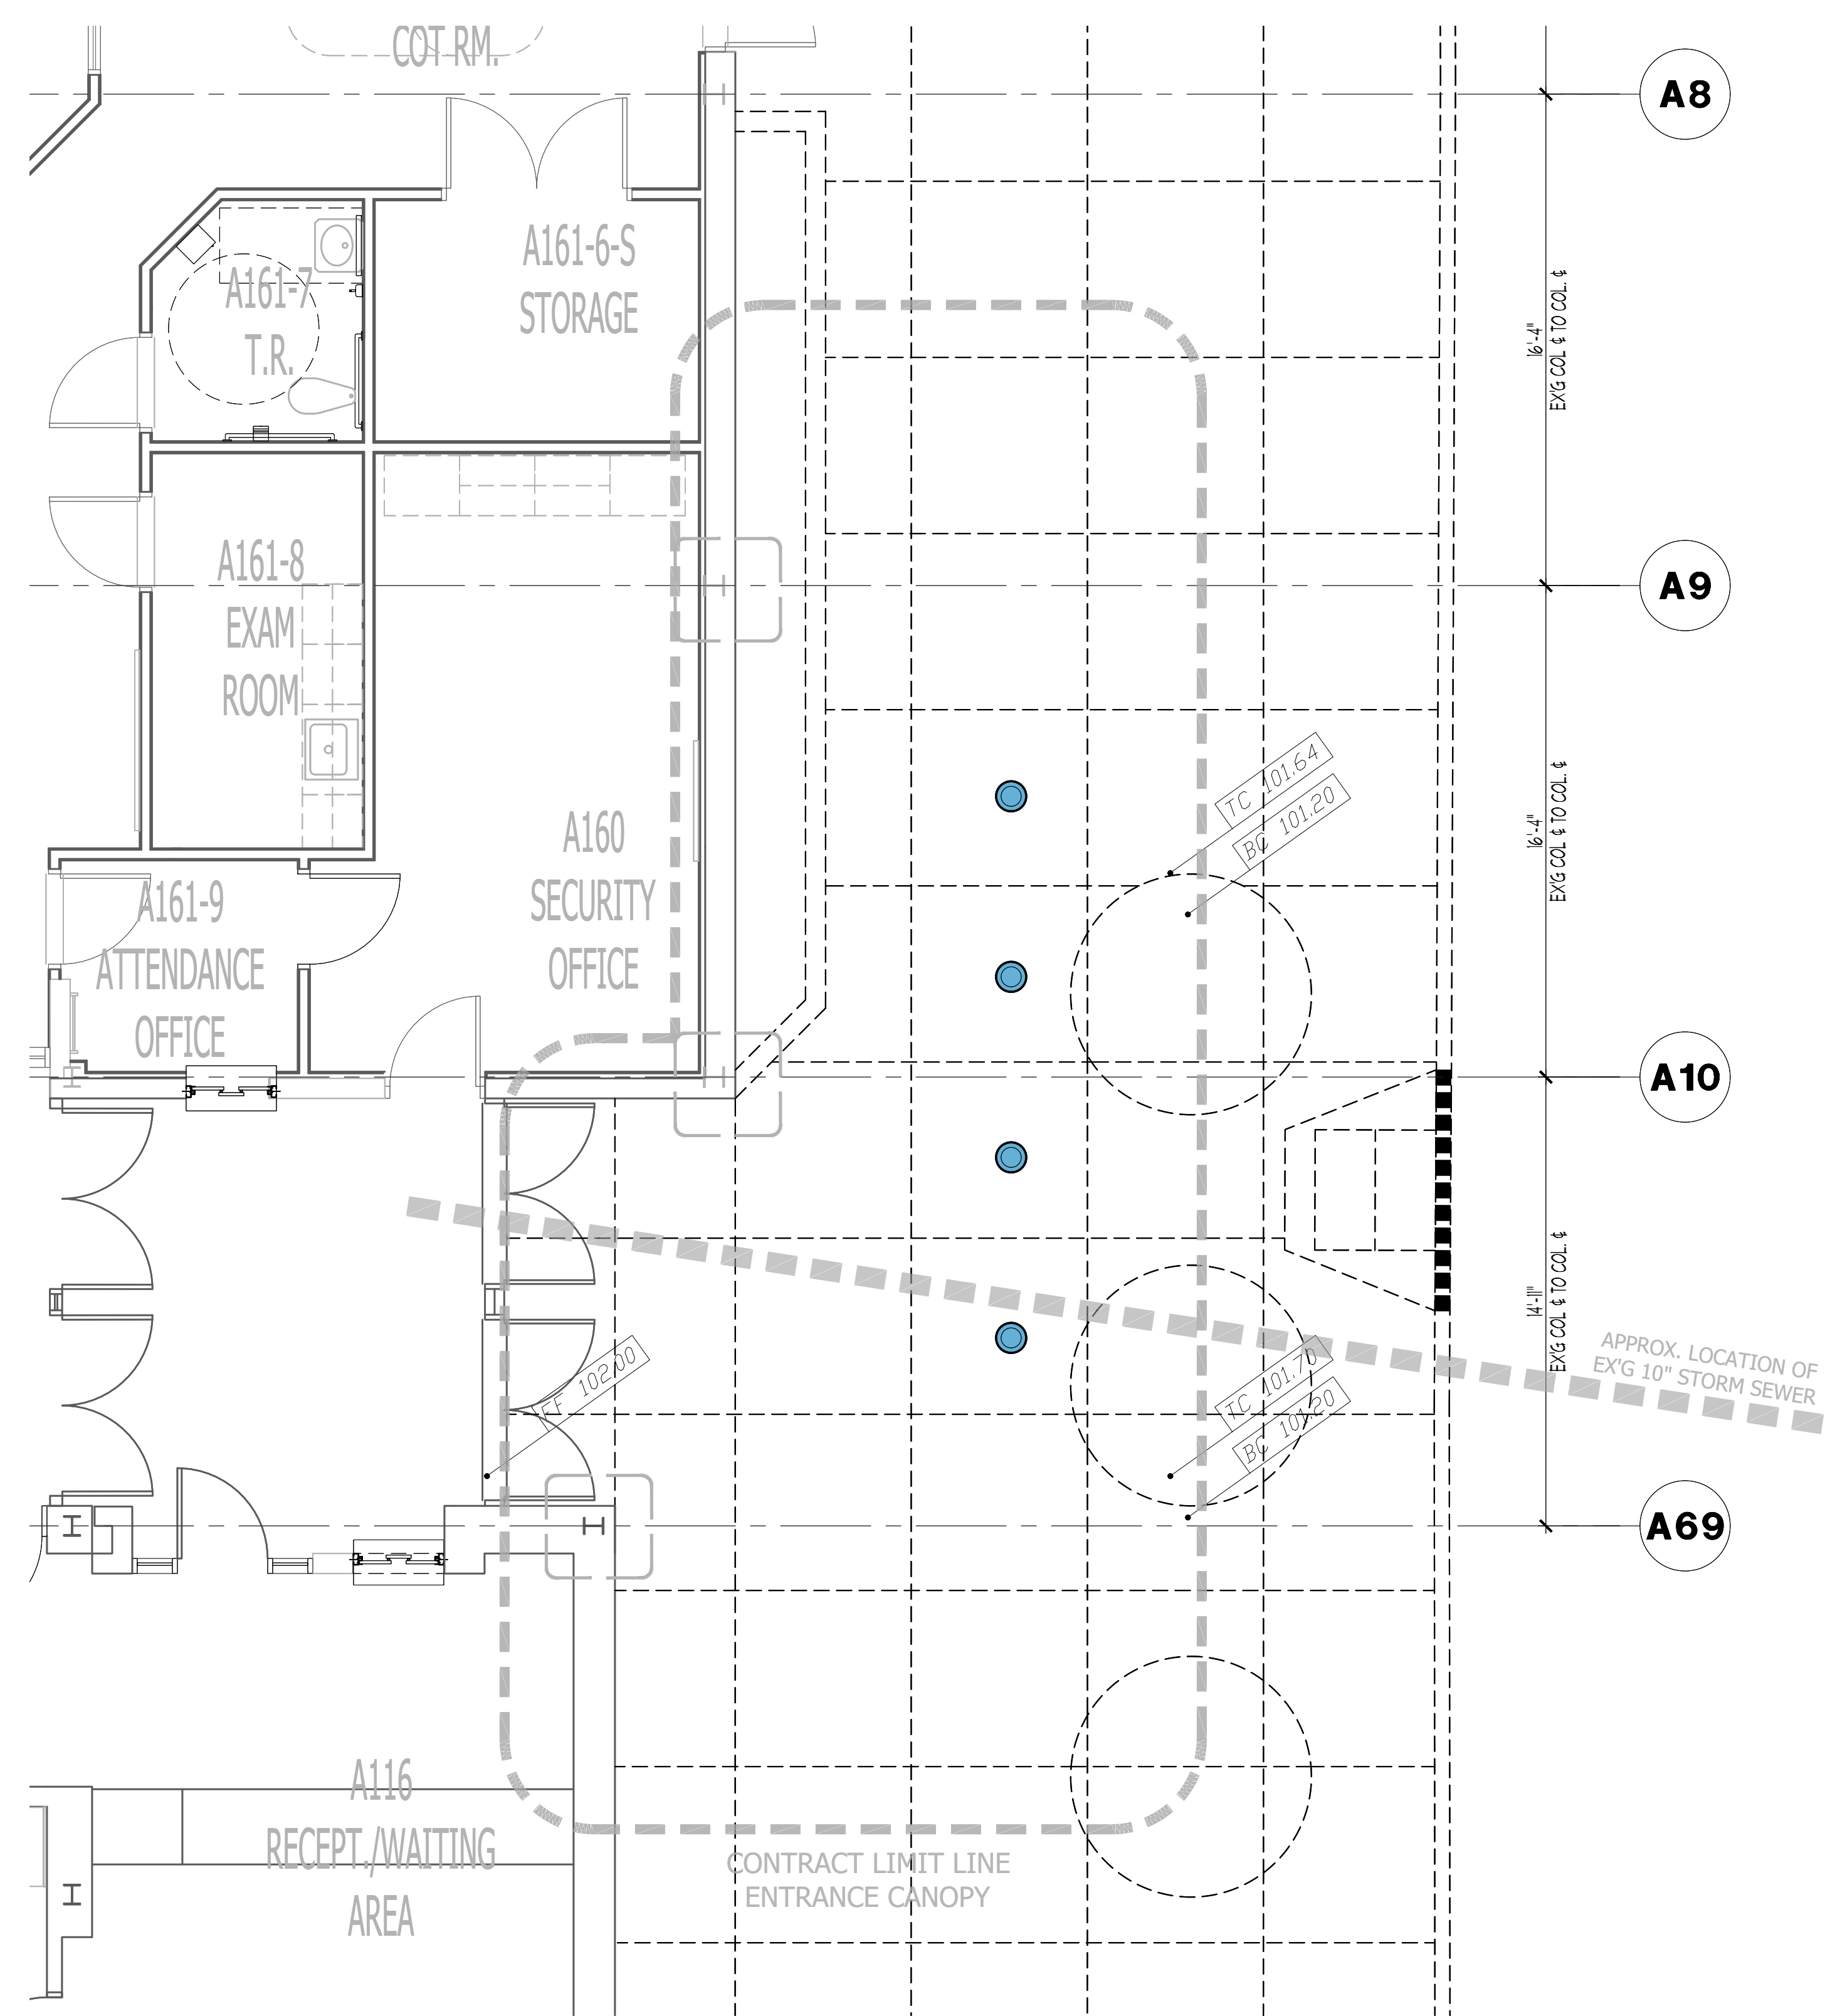 COT RM.
A8
A161-6-S
STORAGE
A161-7
T.R.
16'-4"
EX'G COL ℄ TO COL. ℄
A9
A161-8
EXAM
ROOM
TC 101.64
BC 101.20
16'-4"
EX'G COL ℄ TO COL. ℄
A160
SECURITY
OFFICE
A161-9
ATTENDANCE
OFFICE
A10
14'-11"
EX'G COL ℄ TO COL. ℄
FF 102.00
TC 101.70
BC 101.20
APPROX. LOCATION OF
EX'G 10" STORM SEWER
A69
A116
RECEPT./WAITING
AREA
CONTRACT LIMIT LINE
ENTRANCE CANOPY